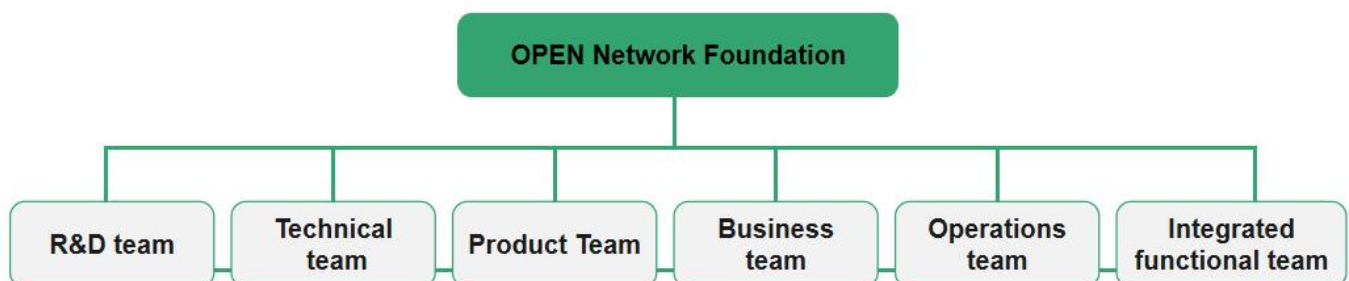 OPEN Network Foundation
R&D team
Technical
team
Product Team
Business
team
Operations
team
Integrated
functional team